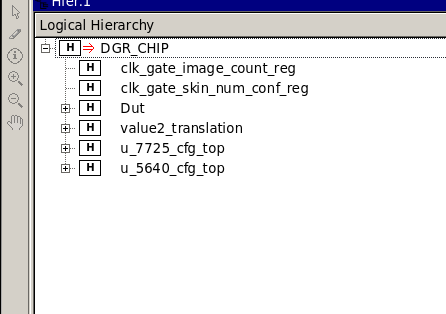 Hier.1
Logical Hierarchy
H DGR_CHIP
H clk_gate_image_count_reg
H clk_gate_skin_num_conf_reg
H Dut
H value2_translation
H u_7725_cfg_top
H u_5640_cfg_top